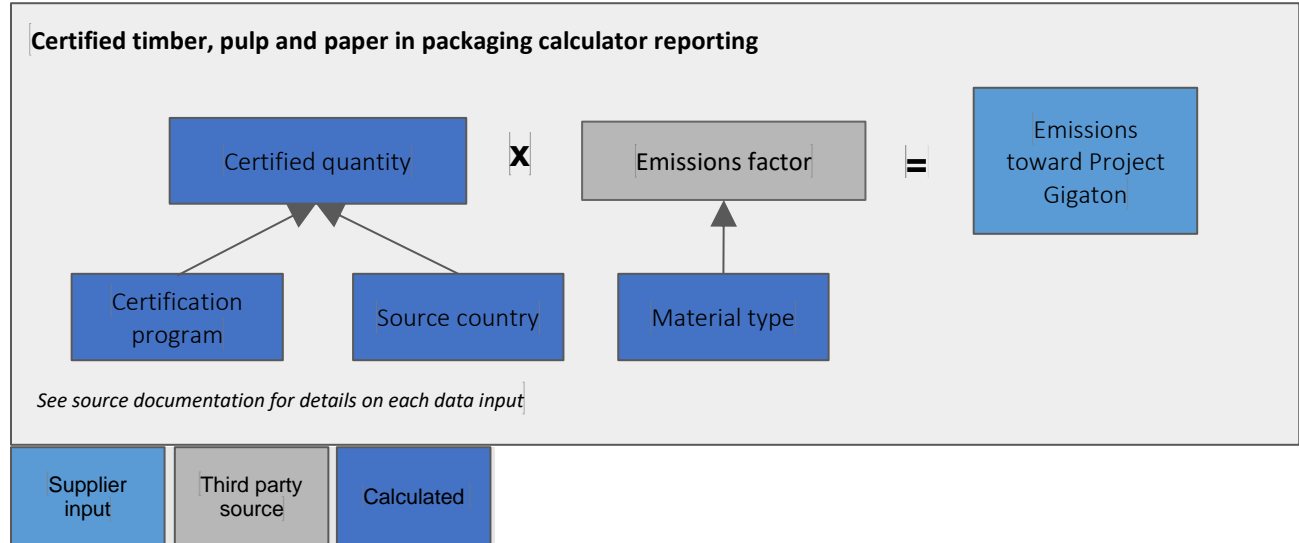 Certified timber, pulp and paper in packaging calculator reporting
Certified quantity
x
Emissions factor
=
Emissions
toward Project
Gigaton
Certification
program
Source country
Material type
See source documentation for details on each data input
Supplier
input
Third party
source
Calculated